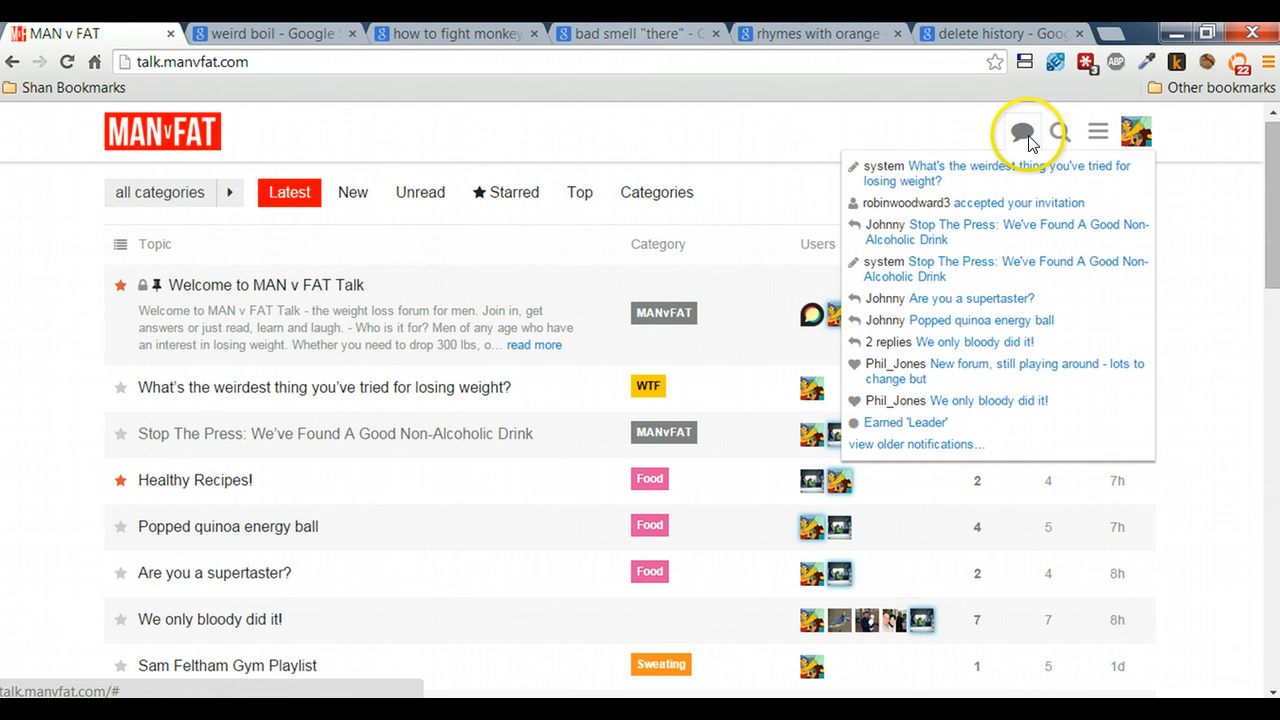 MAN v FAT
weird boil - Google
how to fight monkey
bad smell "there" - G
rhymes with orange -
delete history - Goog
talk.manvfat.com
3
ABP
k
22
Shan Bookmarks
Other bookmarks
MANvFAT
all categories
Latest
New
Unread
Starred
Top
Categories
Topic
Category
Users
Welcome to MAN v FAT Talk
Welcome to MAN v FAT Talk - the weight loss forum for men. Join in, get
answers or just read, learn and laugh. - Who is it for? Men of any age who have
an interest in losing weight. Whether you need to drop 300 lbs, o... read more
MANvFAT
What's the weirdest thing you've tried for losing weight?
WTF
Stop The Press: We've Found A Good Non-Alcoholic Drink
MANvFAT
Healthy Recipes!
Food
2
4
7h
Popped quinoa energy ball
Food
4
5
7h
Are you a supertaster?
Food
2
4
8h
We only bloody did it!
7
7
8h
Sam Feltham Gym Playlist
Sweating
1
5
1d
system What's the weirdest thing you've tried for
losing weight?
robinwoodward3 accepted your invitation
Johnny Stop The Press: We've Found A Good Non-
Alcoholic Drink
system Stop The Press: We've Found A Good Non-
Alcoholic Drink
Johnny Are you a supertaster?
Johnny Popped quinoa energy ball
2 replies We only bloody did it!
Phil_Jones New forum, still playing around - lots to
change but
Phil_Jones We only bloody did it!
Earned 'Leader'
view older notifications...
talk.manvfat.com/#